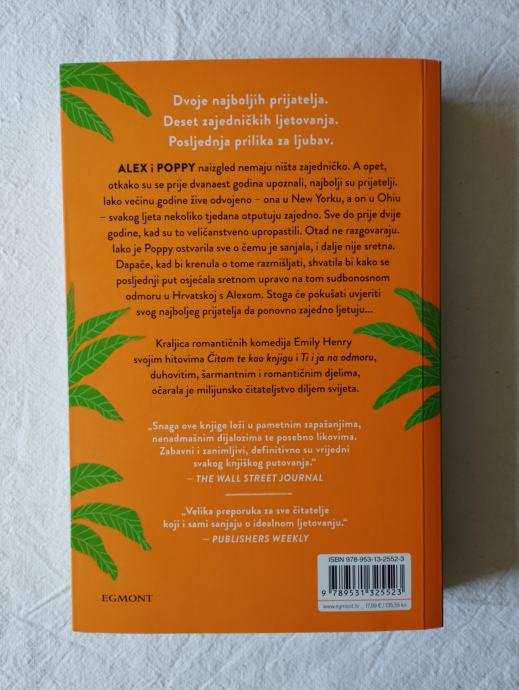 Dvoje najboljih prijatelja.
Deset zajedničkih ljetovanja.
Posljednja prilika za ljubav.
ALEX i POPPY naizgled nemaju ništa zajedničko. A opet,
otkako su se prije dvanaest godina upoznali, najbolji su prijatelji.
Iako većinu godine žive odvojeno – ona u New Yorku, a on u Ohiu
– svakog ljeta nekoliko tjedana otputuju zajedno. Sve do prije dvije
godine, kad su to veličanstveno upropastili. Otad ne razgovaraju.
Iako je Poppy ostvarila sve o čemu je sanjala, i dalje nije sretna.
Dapače, kad bi krenula o tome razmišljati, shvatila bi kako se
posljednji put osjećala sretnom upravo na tom sudbonosnom
odmoru u Hrvatskoj s Alexom. Stoga će pokušati uvjeriti
svog najboljeg prijatelja da ponovno zajedno ljetuju...
Kraljica romantičnih komedija Emily Henry
svojim hitovima Čitam te kao knjigu i Ti i ja na odmoru,
duhovitim, šarmantnim i romantičnim djelima,
očarala je milijunsko čitateljstvo diljem svijeta.
„Snaga ove knjige leži u pametnim zapažanjima,
nenadmašnim dijalozima te posebno likovima.
Zabavni i zanimljivi, definitivno su vrijedni
svakog knjiškog putovanja.“
– THE WALL STREET JOURNAL
„Velika preporuka za sve čitatelje
koji i sami sanjaju o idealnom ljetovanju.“
– PUBLISHERS WEEKLY
ISBN 978-953-13-2552-3
9 789531 325523
www.egmont.hr 17,99 € / 135,55 kn
EGMONT